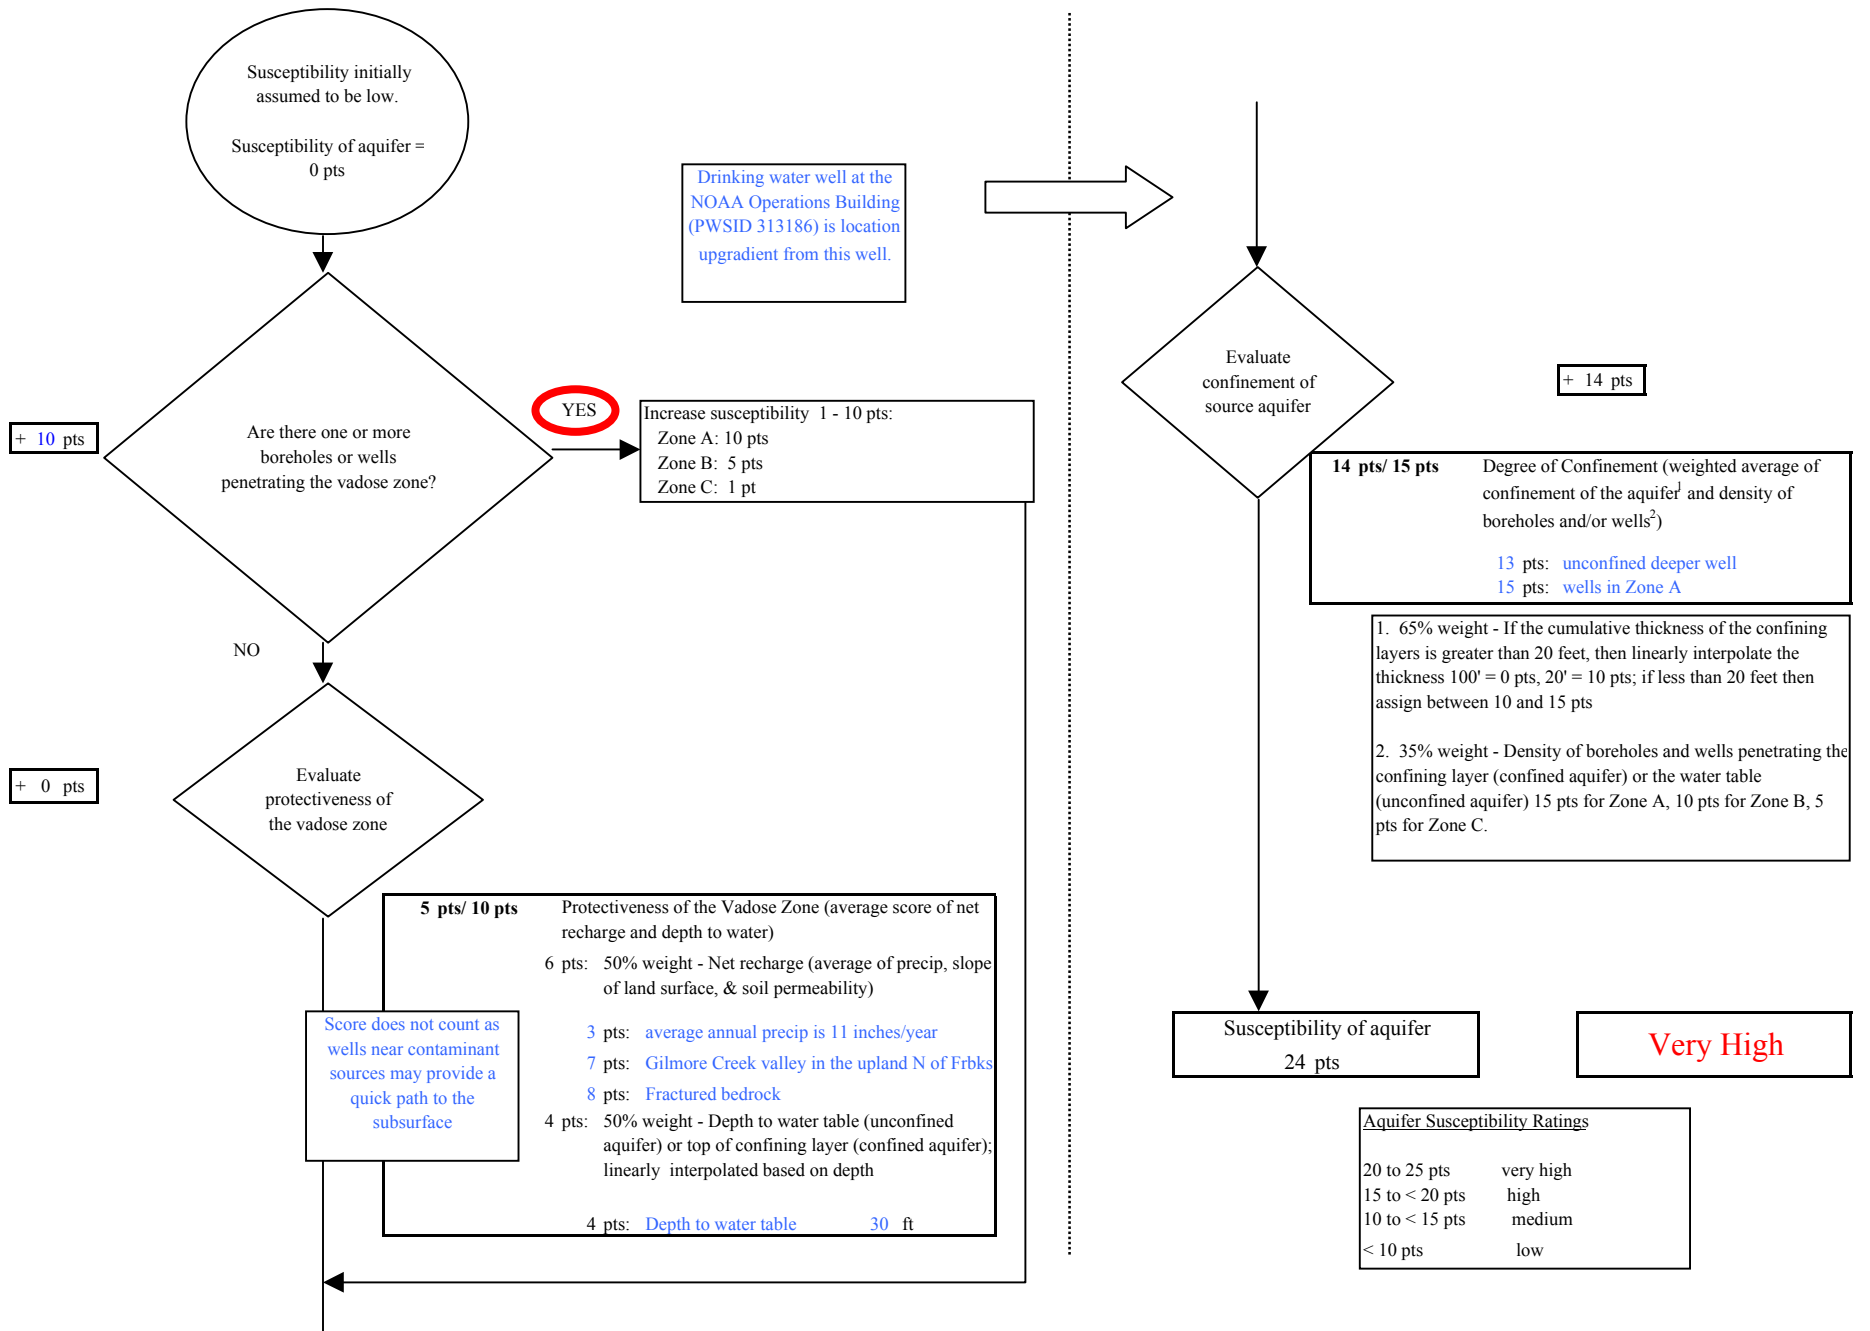 Susceptibility initially
assumed to be low.
Susceptibility of aquifer =
0 pts
Drinking water well at the
NOAA Operations Building
(PWSID 313186) is location
upgradient from this well.
+ 10 pts
Are there one or more
boreholes or wells
penetrating the vadose zone?
YES
Increase susceptibility 1 - 10 pts:
Zone A: 10 pts
Zone B: 5 pts
Zone C: 1 pt
NO
+ 0 pts
Evaluate
protectiveness of
the vadose zone
5 pts/ 10 pts
Protectiveness of the Vadose Zone (average score of net
recharge and depth to water)
6 pts: 50% weight - Net recharge (average of precip, slope
of land surface, & soil permeability)
3 pts: average annual precip is 11 inches/year
7 pts: Gilmore Creek valley in the upland N of Frbks
8 pts: Fractured bedrock
4 pts: 50% weight - Depth to water table (unconfined
aquifer) or top of confining layer (confined aquifer);
linearly interpolated based on depth
4 pts: Depth to water table 30 ft
Score does not count as
wells near contaminant
sources may provide a
quick path to the
subsurface
Evaluate
confinement of
source aquifer
+ 14 pts
14 pts/ 15 pts
Degree of Confinement (weighted average of
confinement of the aquifer1 and density of
boreholes and/or wells2)
13 pts: unconfined deeper well
15 pts: wells in Zone A
1. 65% weight - If the cumulative thickness of the confining
layers is greater than 20 feet, then linearly interpolate the
thickness 100' = 0 pts, 20' = 10 pts; if less than 20 feet then
assign between 10 and 15 pts
2. 35% weight - Density of boreholes and wells penetrating the
confining layer (confined aquifer) or the water table
(unconfined aquifer) 15 pts for Zone A, 10 pts for Zone B, 5
pts for Zone C.
Susceptibility of aquifer
24 pts
Very High
Aquifer Susceptibility Ratings
20 to 25 pts very high
15 to < 20 pts high
10 to < 15 pts medium
< 10 pts low